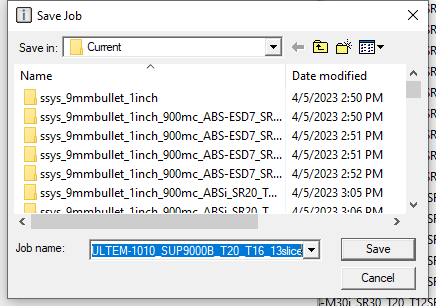 Save Job
Save in: Current
Name Date modified
ssys_9mmbullet_1inch 4/5/2023 2:50 PM
ssys_9mmbullet_1inch_900mc_ABS-ESD7_SR... 4/5/2023 2:50 PM
ssys_9mmbullet_1inch_900mc_ABS-ESD7_SR... 4/5/2023 2:51 PM
ssys_9mmbullet_1inch_900mc_ABS-ESD7_SR... 4/5/2023 2:51 PM
ssys_9mmbullet_1inch_900mc_ABS-ESD7_SR... 4/5/2023 2:52 PM
ssys_9mmbullet_1inch_900mc_ABSi_SR20_T... 4/5/2023 3:05 PM
ssys_9mmbullet_1inch_900mc_ABSi_SR20_T... 4/5/2023 3:06 PM
Job name: ULTEM-1010_SUP9000B_T20_T16_13slice Save
Cancel
-M30i_SR30_T20_T12SR